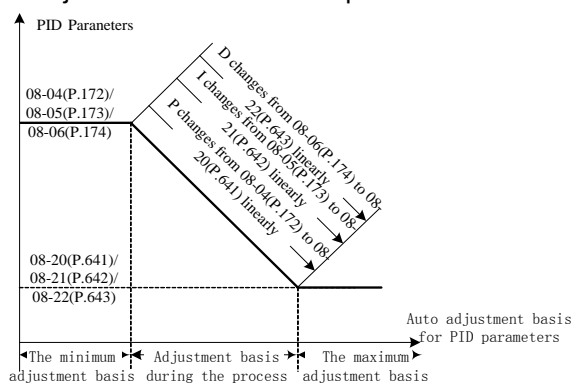 PID Paraneters
08-04(P.172)/
08-05(P.173)/
08-06(P.174)
D changes from 08-06(P.174) to 08-
22(P.643) linearly
I changes from 08-05(P.173) to 08-
21(P.642) linearly
P changes from 08-04(P.172) to 08-
20(P.641) linearly
08-20(P.641)/
08-21(P.642)/
08-22(P.643)
Auto adjustment basis
for PID parameters
The minimum
adjustment basis
Adjustment basis
during the process
The maximum
adjustment basis